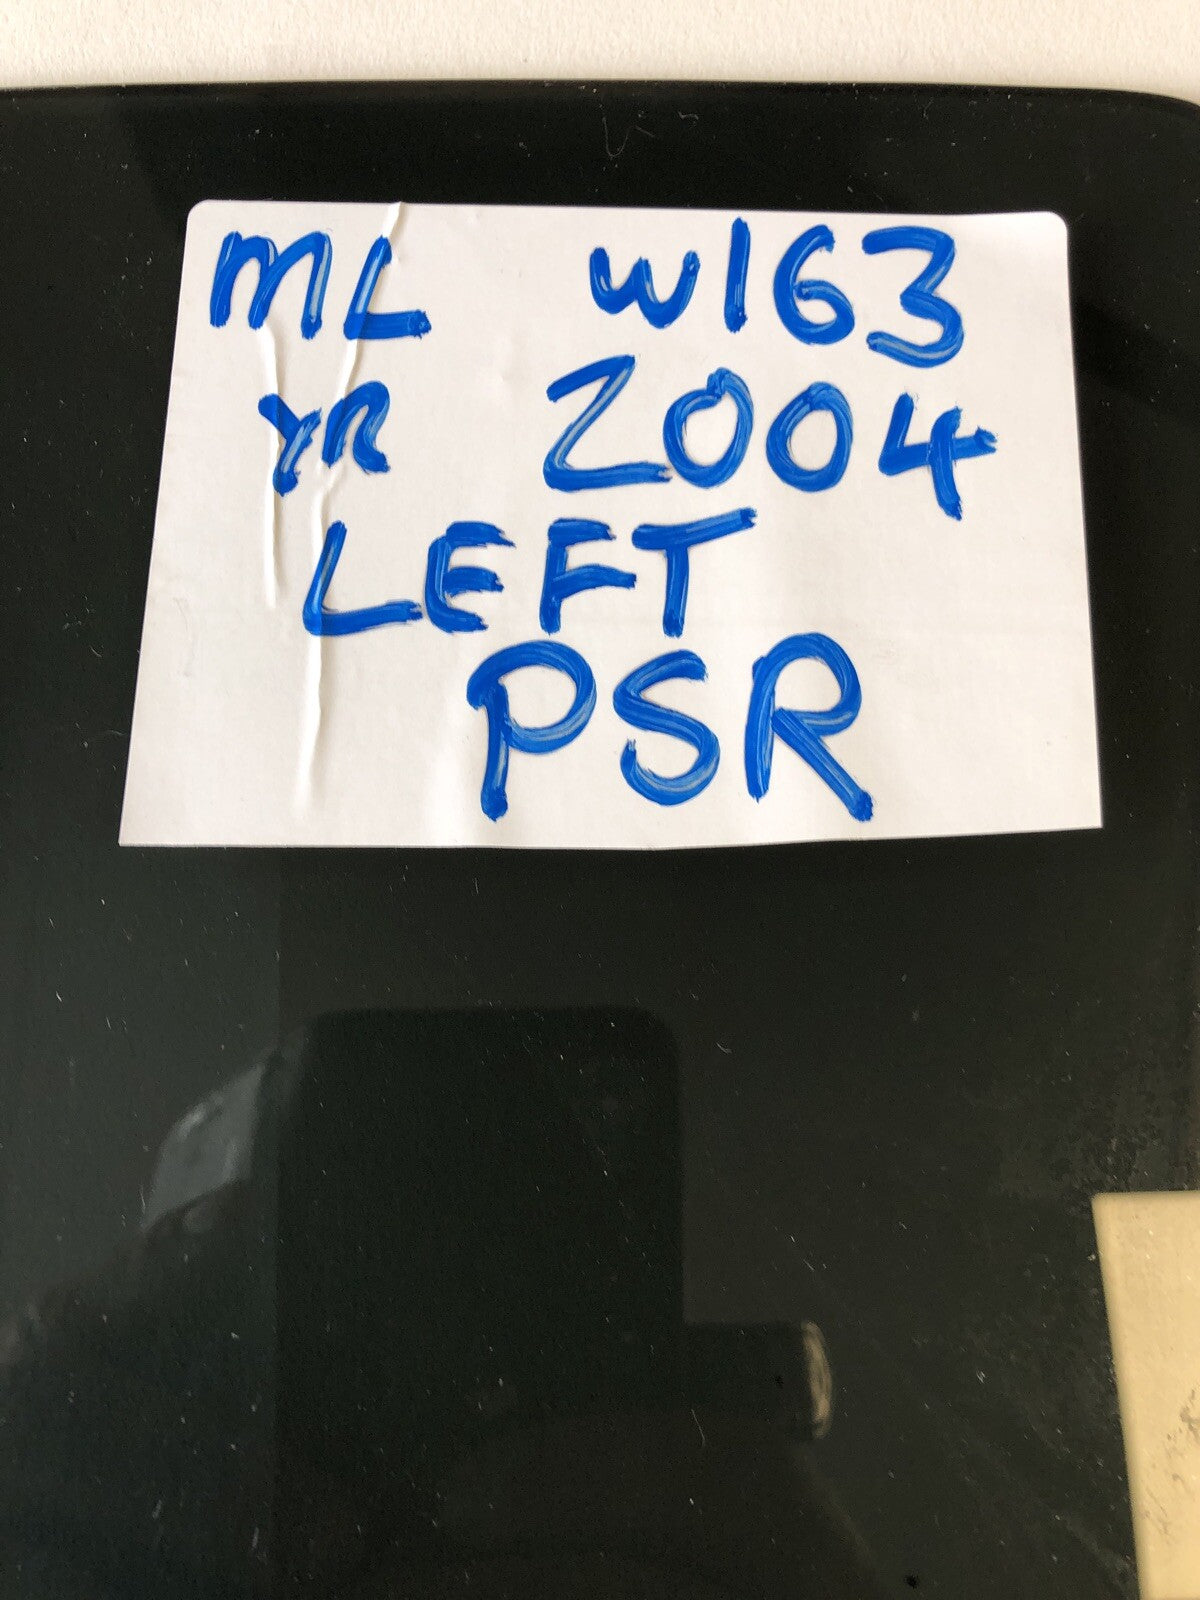 ML W163
YR 2004
LEFT
PSR